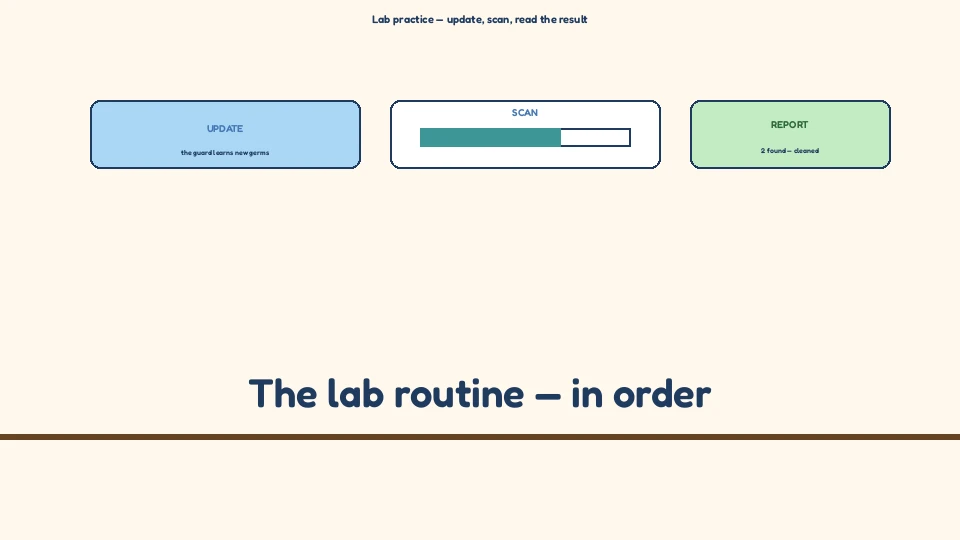 Lab practice — update, scan, read the result
UPDATE
the guard learns new germs
SCAN
REPORT
2 found — cleaned
The lab routine — in order